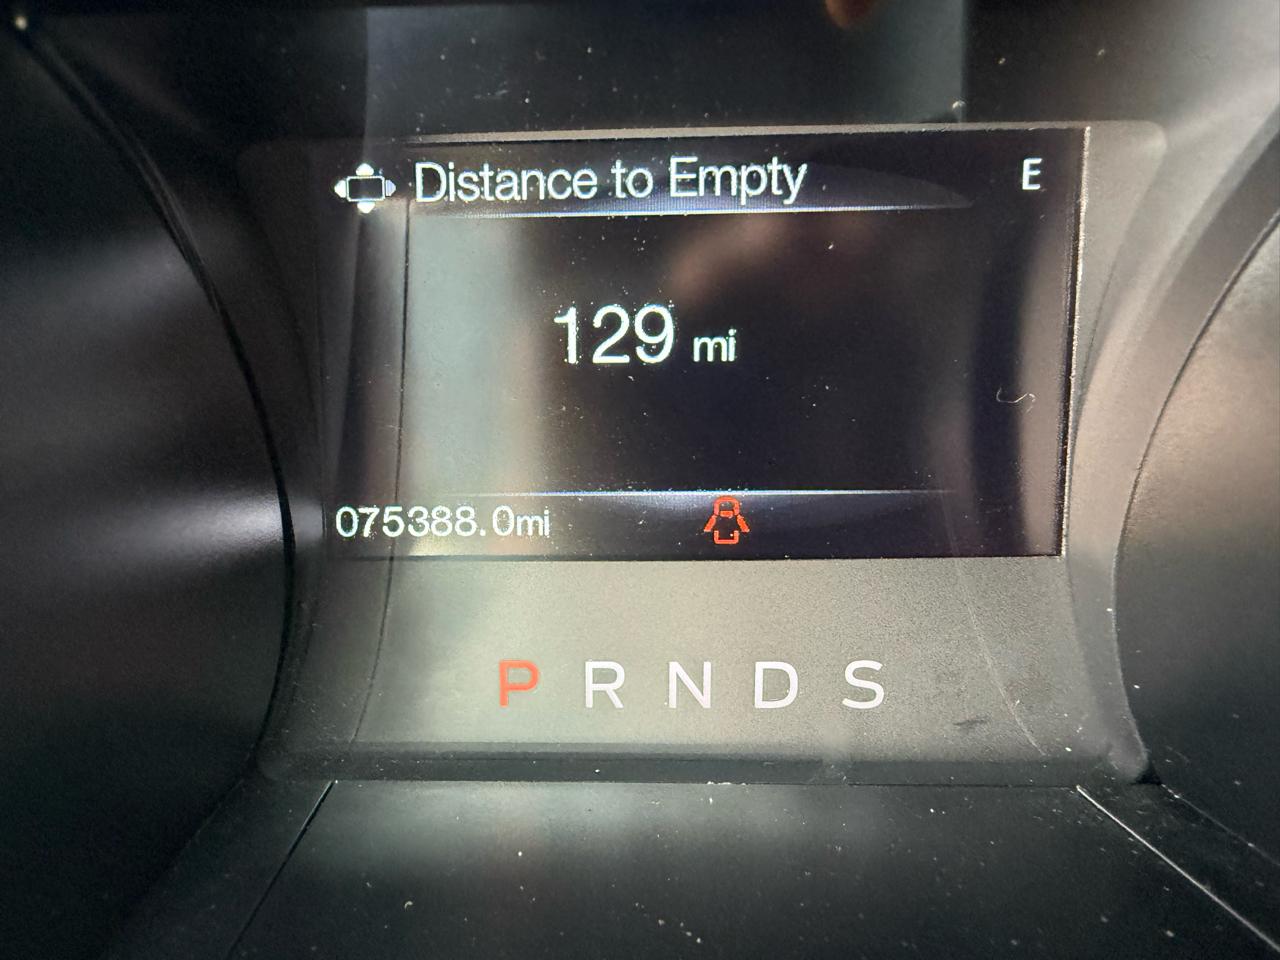 Distance to Empty E
129 mi
075388.0mi
P R N D S